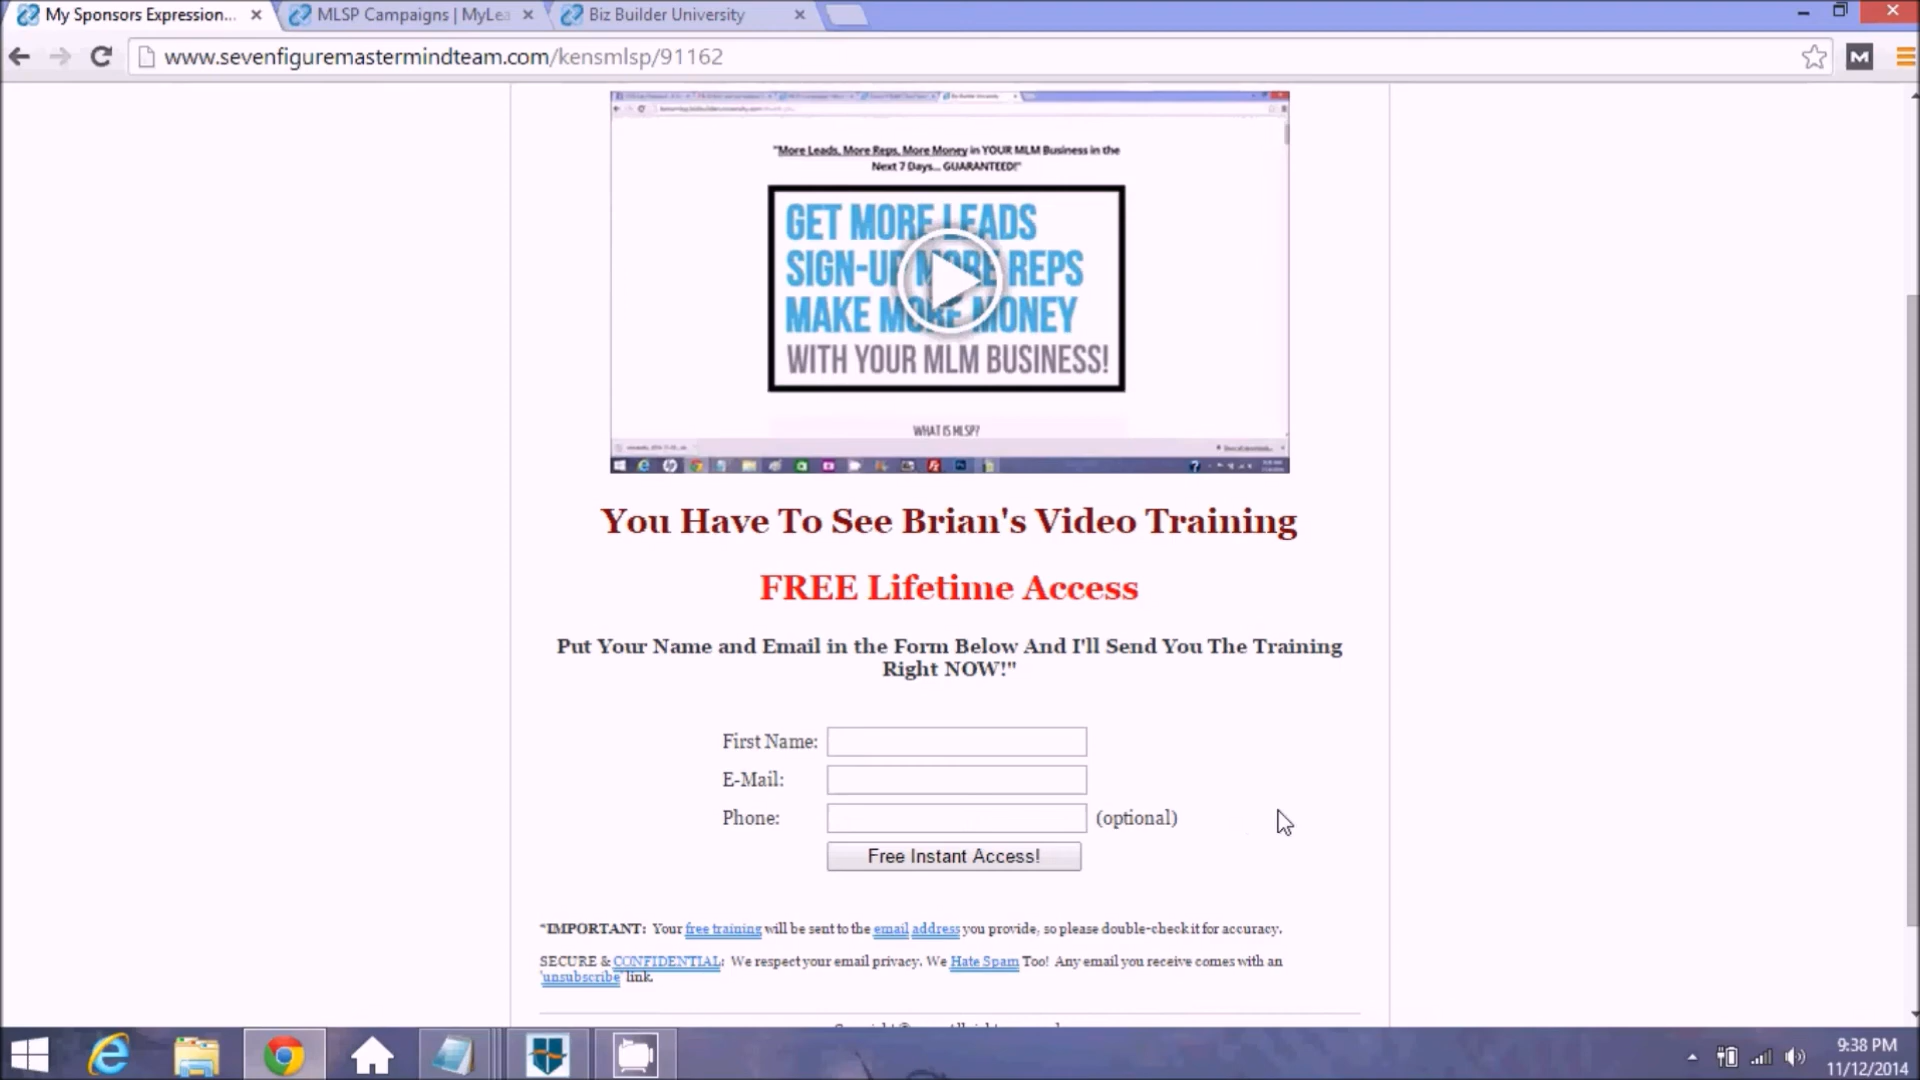 My Sponsors Expression...
MLSP Campaigns | MyLea
Biz Builder University
www.sevenfiguremastermindteam.com/kensmlsp/91162
"More Leads, More Reps, More Money in YOUR MLM Business in the
Next 7 Days... GUARANTEED!"
GET MORE LEADS
SIGN-UP MORE REPS
MAKE MORE MONEY
WITH YOUR MLM BUSINESS!
WHAT IS MLSP?
You Have To See Brian's Video Training
FREE Lifetime Access
Put Your Name and Email in the Form Below And I'll Send You The Training
Right NOW!"
First Name:
E-Mail:
Phone:
(optional)
Free Instant Access!
"IMPORTANT: Your free training will be sent to the email address you provide, so please double-check it for accuracy.
SECURE & CONFIDENTIAL: We respect your email privacy. We Hate Spam Too! Any email you receive comes with an
'unsubscribe' link.
9:38 PM
11/12/2014